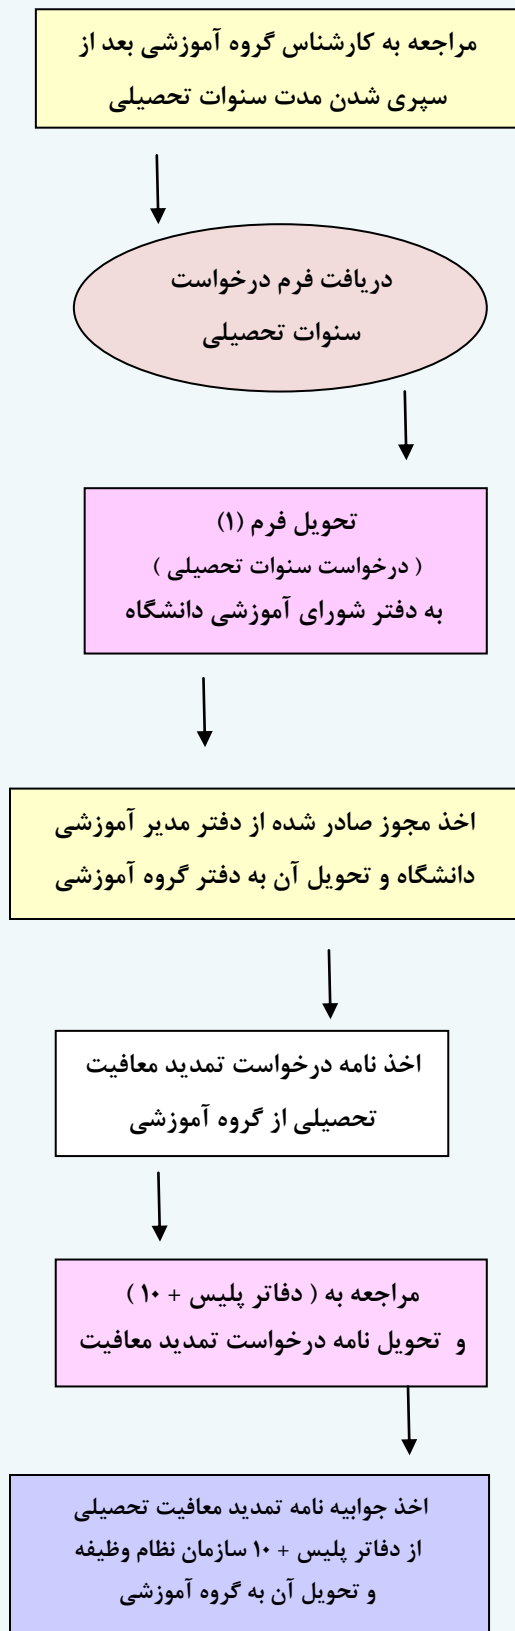 مراجعه به کارشناس گروه آموزشی بعد از
سپری شدن مدت سنوات تحصیلی
دریافت فرم درخواست
سنوات تحصیلی
تحویل فرم (۱)
( درخواست سنوات تحصیلی )
به دفتر شورای آموزشی دانشگاه
اخذ مجوز صادر شده از دفتر مدیر آموزشی
دانشگاه و تحویل آن به دفتر گروه آموزشی
اخذ نامه درخواست تمدید معافیت
تحصیلی از گروه آموزشی
مراجعه به ( دفاتر پلیس + ۱۰ )
و تحویل نامه درخواست تمدید معافیت
اخذ جوابیه نامه تمدید معافیت تحصیلی
از دفاتر پلیس + ۱۰ سازمان نظام وظیفه
و تحویل آن به گروه آموزشی